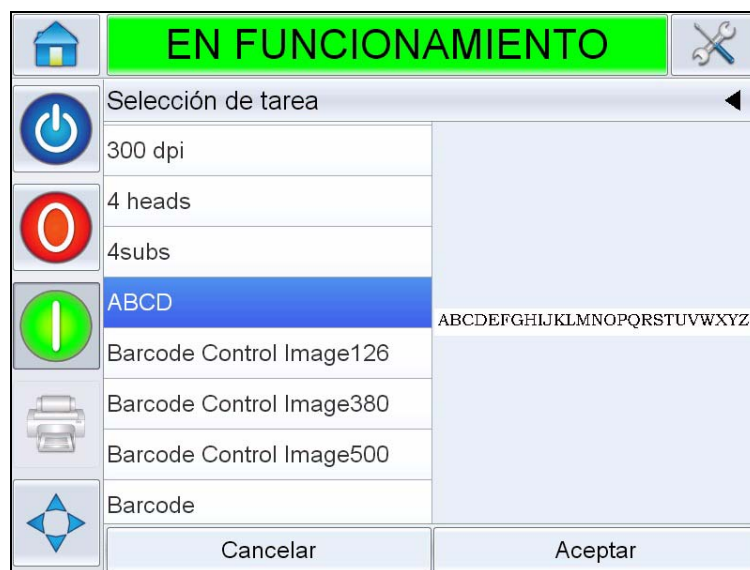 EN FUNCIONAMIENTO
Selección de tarea
300 dpi
4 heads
4subs
ABCD
Barcode Control Image126
Barcode Control Image380
Barcode Control Image500
Barcode
ABCDEFGHIJKLMNOPQRSTUVWXYZ
Cancelar
Aceptar